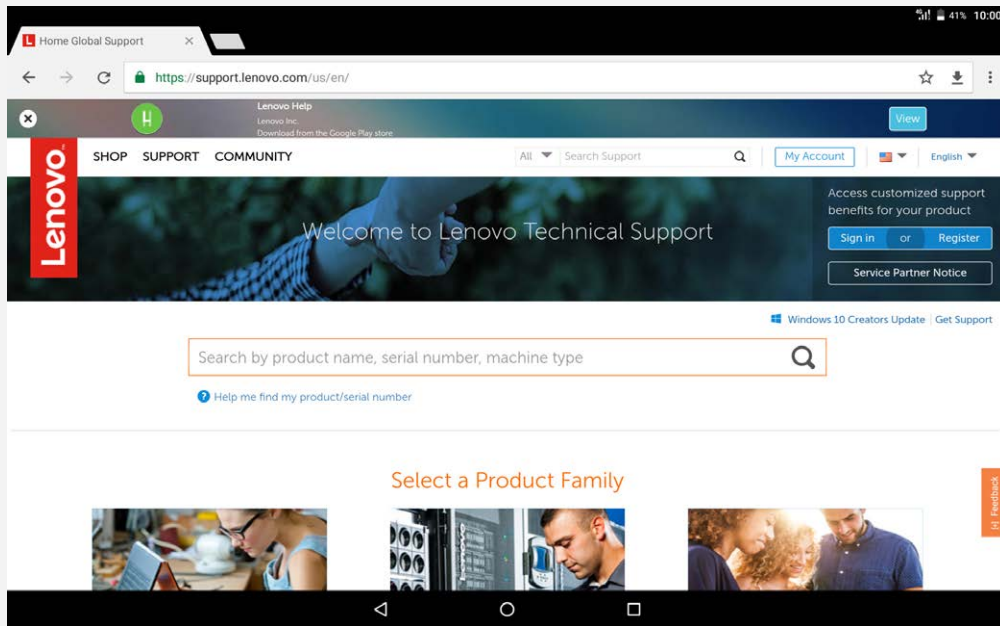 41% 10:00
Home Global Support
https://support.lenovo.com/us/en/
Lenovo Help
Lenovo Inc.
Download from the Google Play store
View
Lenovo
SHOP SUPPORT COMMUNITY All Search Support My Account English
Welcome to Lenovo Technical Support
Access customized support
benefits for your product
Sign in or Register
Service Partner Notice
Windows 10 Creators Update Get Support
Search by product name, serial number, machine type
? Help me find my product/serial number
Select a Product Family
[+] Feedback